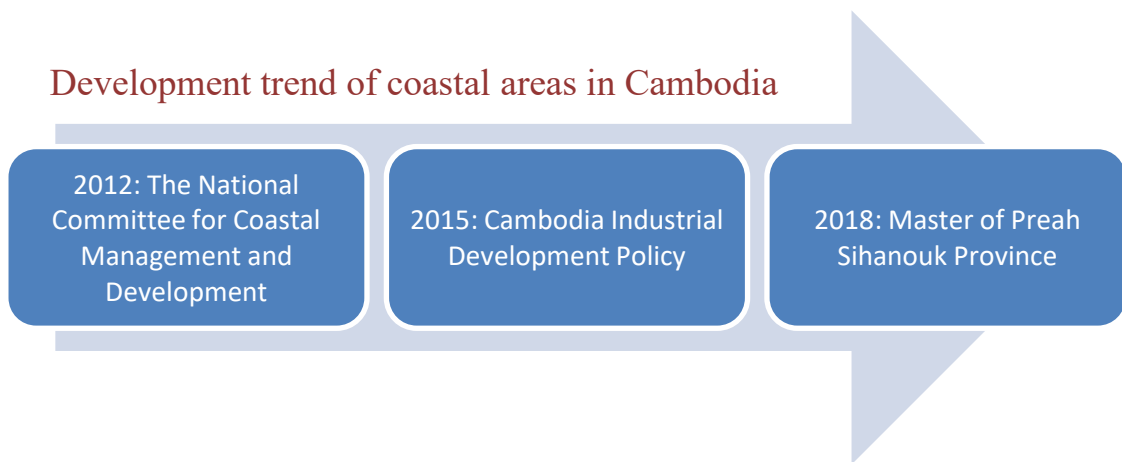 Development trend of coastal areas in Cambodia
2012: The National
Committee for Coastal
Management and
Development
2015: Cambodia Industrial
Development Policy
2018: Master of Preah
Sihanouk Province